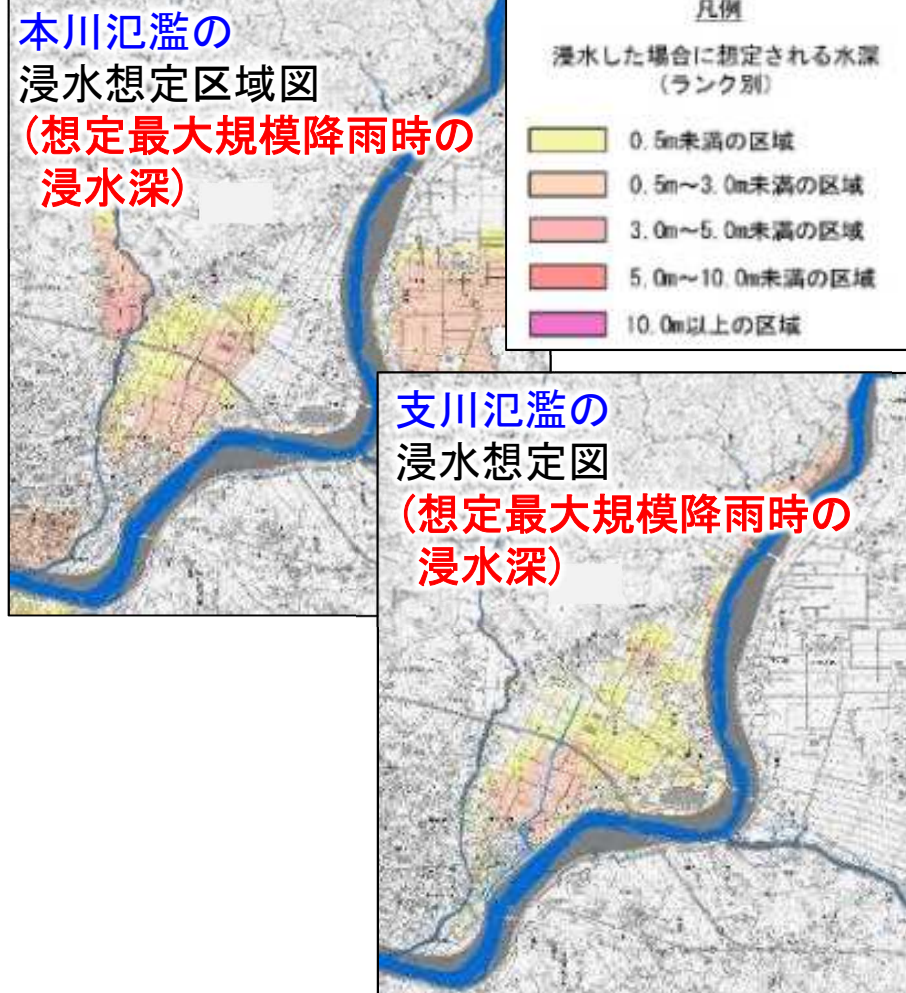 本川氾濫の
浸水想定区域図
(想定最大規模降雨時の
浸水深)
凡例
浸水した場合に想定される水深
(ランク別)
0.5m未満の区域
0.5m～3.0m未満の区域
3.0m～5.0m未満の区域
5.0m～10.0m未満の区域
10.0m以上の区域
支川氾濫の
浸水想定図
(想定最大規模降雨時の
浸水深)